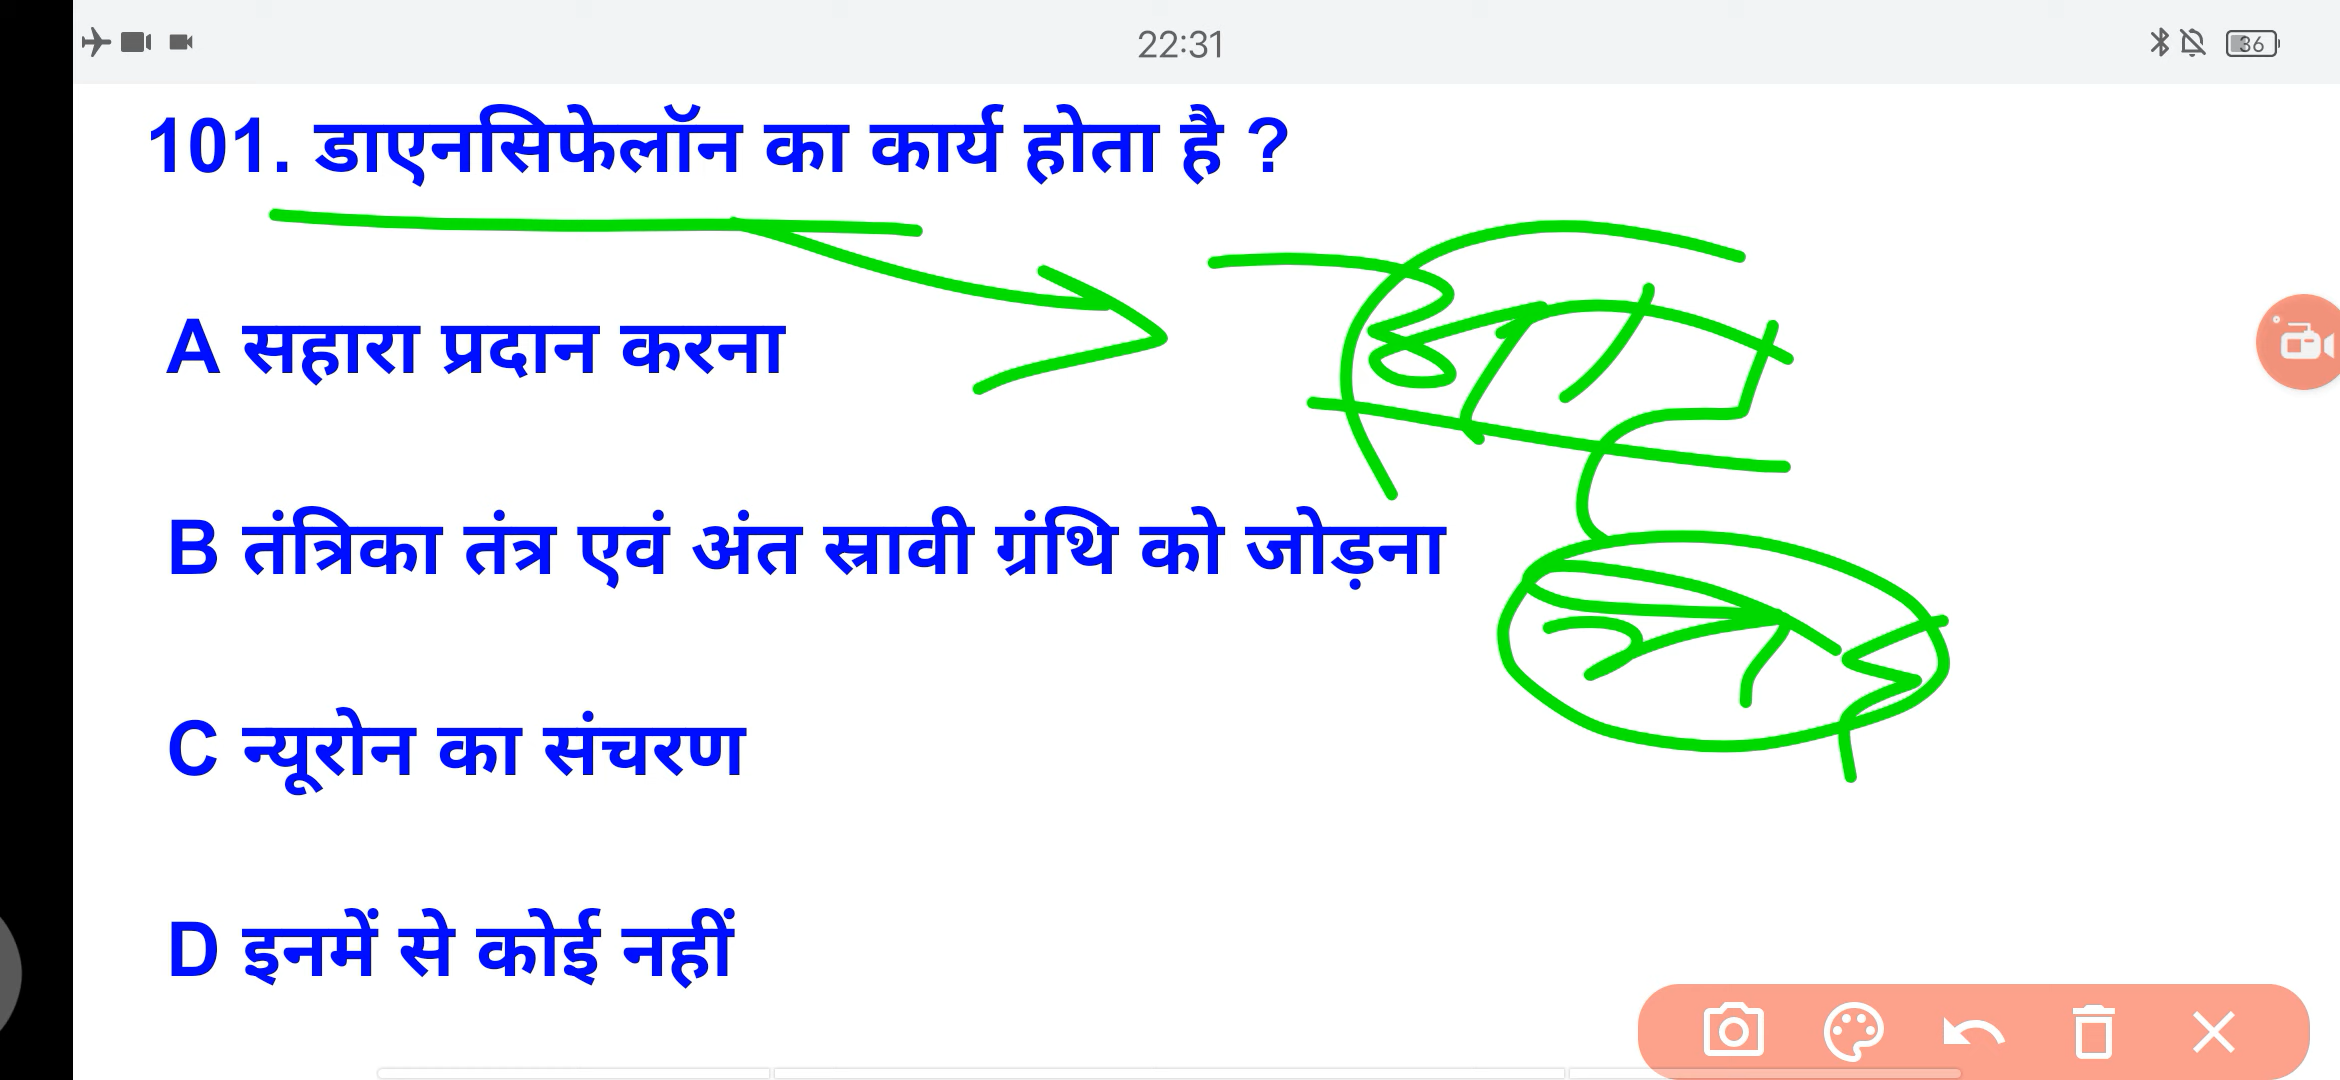 22:31
36
101. डाएनसिफेलॉन का कार्य होता है ?
A सहारा प्रदान करना
B तंत्रिका तंत्र एवं अंत स्रावी ग्रंथि को जोड़ना
C न्यूरोन का संचरण
D इनमें से कोई नहीं